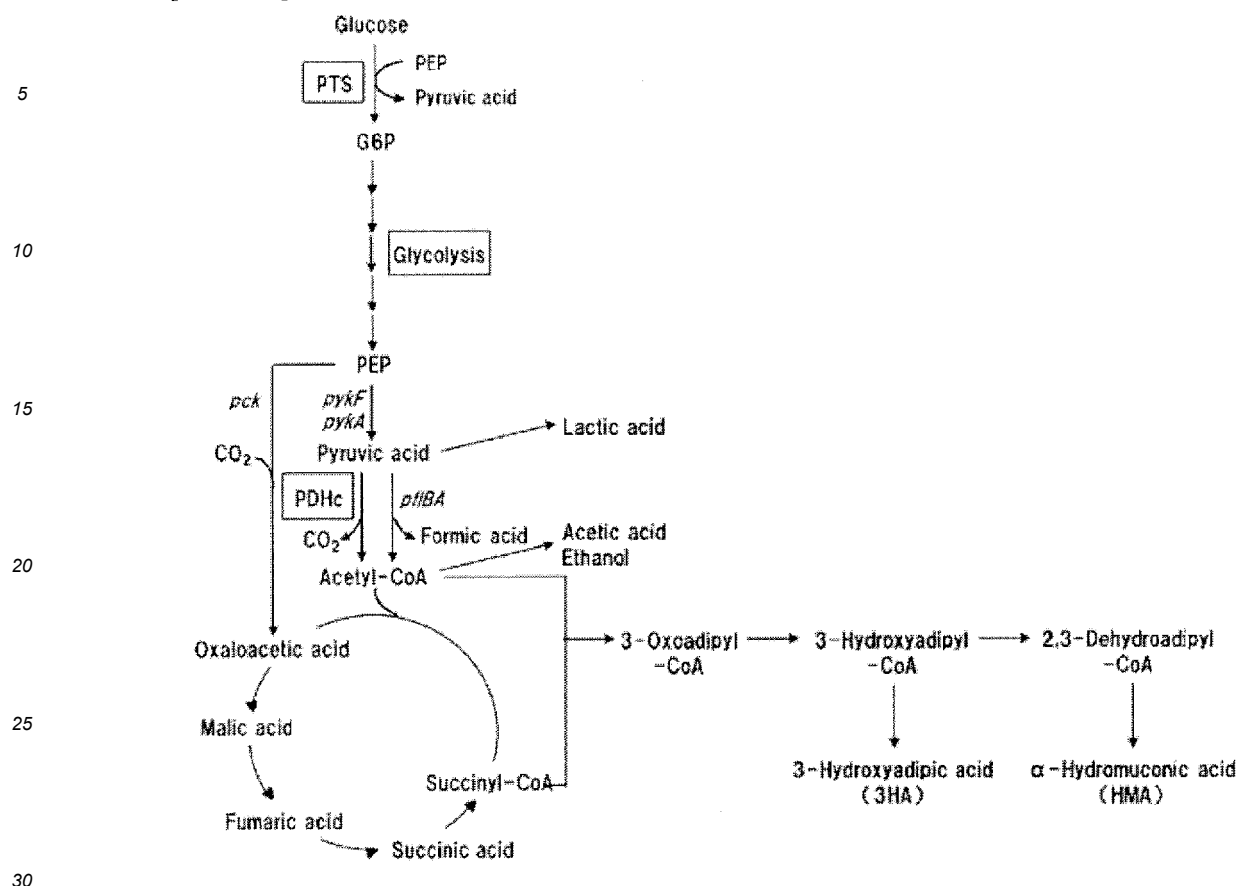 Glucose
PEP
PTS
5
Pyruvic acid
G6P
10
Glycolysis
PEP
pck
pykF
15
pykA
Lactic acid
CO2
Pyruvic acid
PDHc
pflBA
CO2
Formic acid
Acetic acid
Ethanol
20
Acetyl-CoA
Oxaloacetic acid
3-Oxoadipyl
-CoA
3-Hydroxyadipyl
-CoA
2,3-Dehydroadipyl
-CoA
25
Malic acid
Succinyl-CoA
3-Hydroxyadipic acid
(3HA)
α-Hydromuconic acid
(HMA)
Fumaric acid
Succinic acid
30